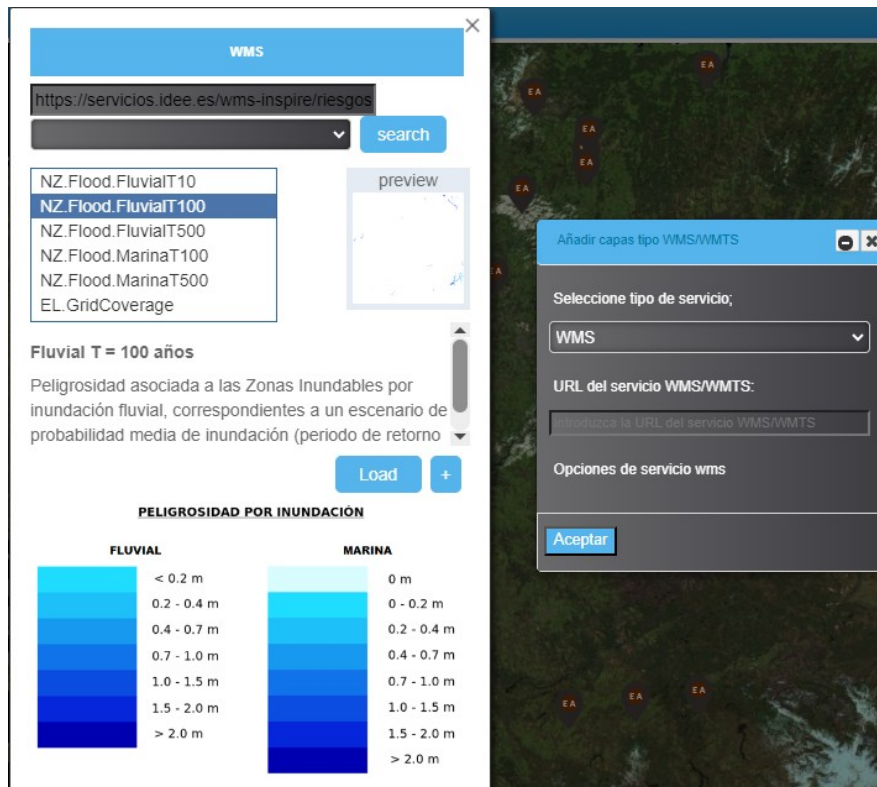 WMS
https://servicios.idee.es/wms-inspire/riesgos
search
NZ.Flood.FluvialT10
NZ.Flood.FluvialT100
NZ.Flood.FluvialT500
NZ.Flood.MarinaT100
NZ.Flood.MarinaT500
EL.GridCoverage
preview
Fluvial T = 100 años
Peligrosidad asociada a las Zonas Inundables por
inundación fluvial, correspondientes a un escenario de
probabilidad media de inundación (periodo de retorno
Load
+
PELIGROSIDAD POR INUNDACIÓN
FLUVIAL
< 0.2 m
0.2 - 0.4 m
0.4 - 0.7 m
0.7 - 1.0 m
1.0 - 1.5 m
1.5 - 2.0 m
> 2.0 m
MARINA
0 m
0 - 0.2 m
0.2 - 0.4 m
0.4 - 0.7 m
0.7 - 1.0 m
1.0 - 1.5 m
1.5 - 2.0 m
> 2.0 m
EA
EA
EA
EA
EA
EA
Añadir capas tipo WMS/WMTS
Seleccione tipo de servicio;
WMS
URL del servicio WMS/WMTS:
Introduzca la URL del servicio WMS/WMTS
Opciones de servicio wms
Aceptar
EA
EA
EA